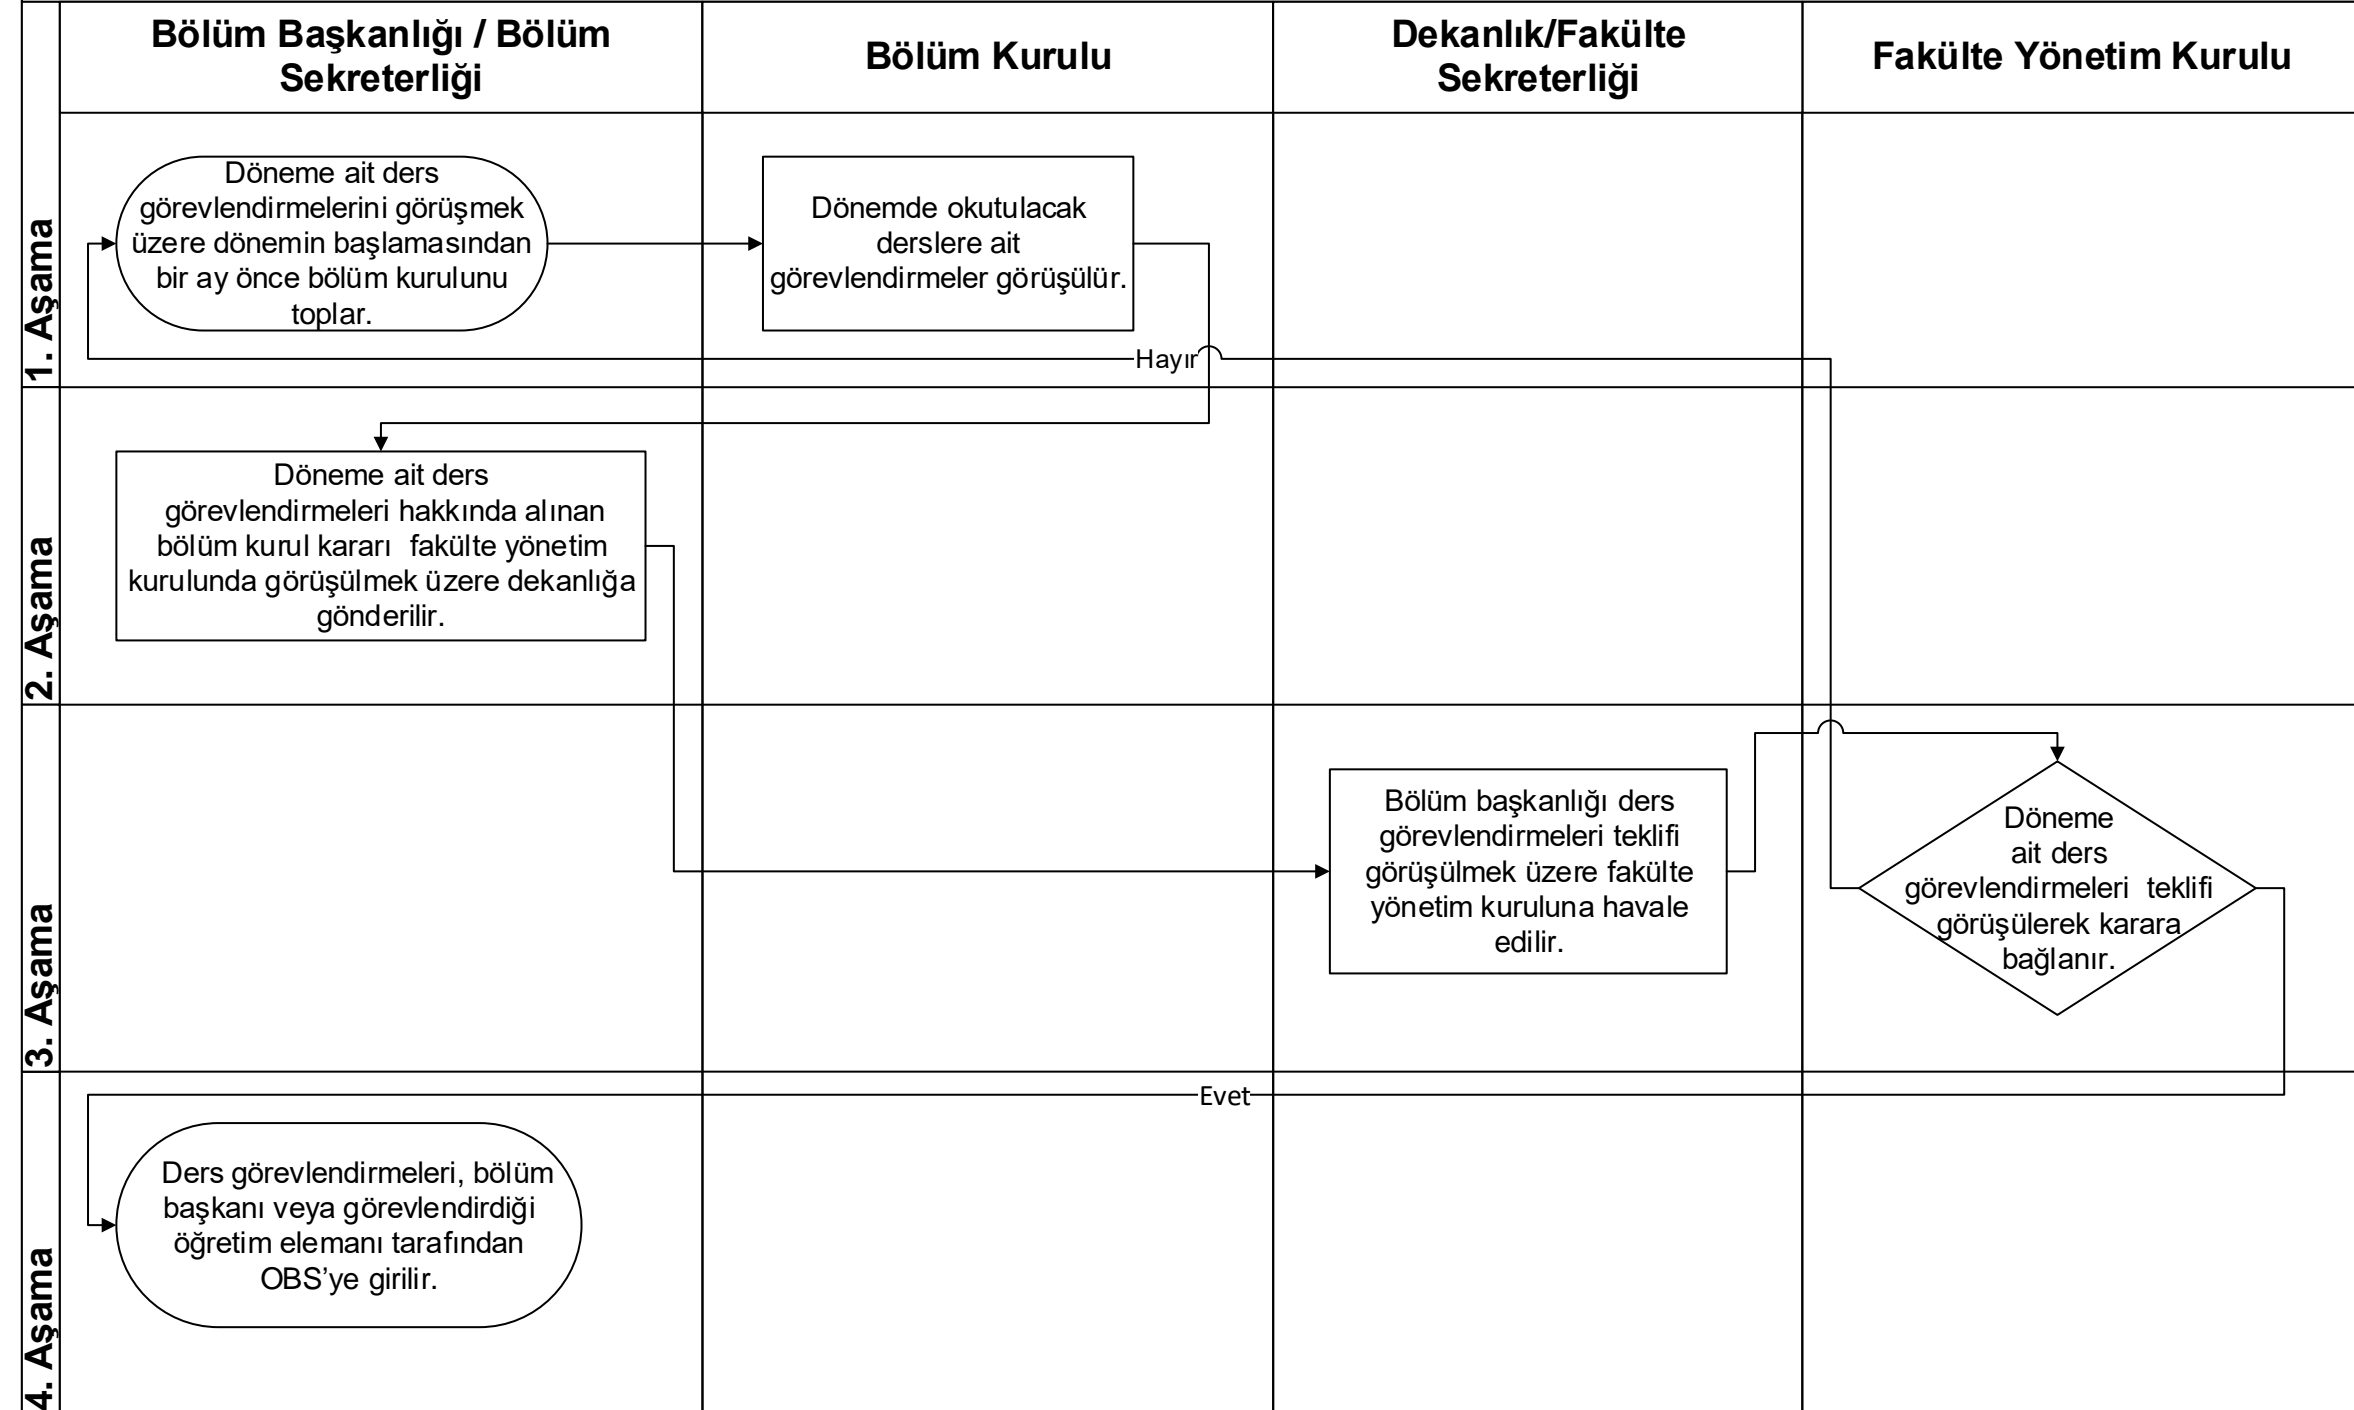 Bölüm Başkanlığı / Bölüm
Sekreterliği
Bölüm Kurulu
Dekanlık/Fakülte
Sekreterliği
Fakülte Yönetim Kurulu
1. Aşama
Döneme ait ders
görevlendirmelerini görüşmek
üzere dönemin başlamasından
bir ay önce bölüm kurulunu
toplar.
Dönemde okutulacak
derslere ait
görevlendirmeler görüşülür.
Hayır
2. Aşama
Döneme ait ders
görevlendirmeleri hakkında alınan
bölüm kurul kararı  fakülte yönetim
kurulunda görüşülmek üzere dekanlığa
gönderilir.
3. Aşama
Bölüm başkanlığı ders
görevlendirmeleri teklifi
görüşülmek üzere fakülte
yönetim kuruluna havale
edilir.
Döneme
ait ders
görevlendirmeleri  teklifi
görüşülerek karara
bağlanır.
Evet
4. Aşama
Ders görevlendirmeleri, bölüm
başkanı veya görevlendirdiği
öğretim elemanı tarafından
OBS’ye girilir.